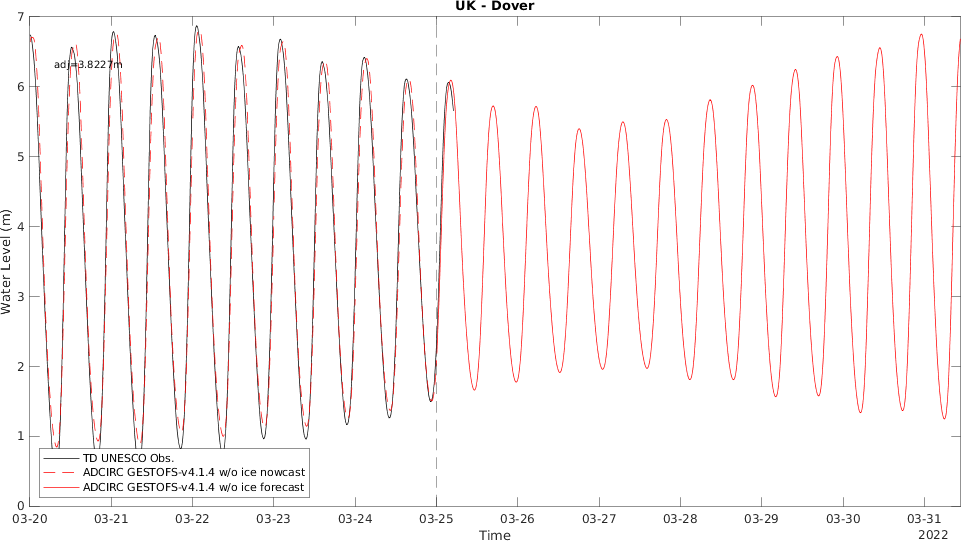 UK - Dover
7
6
5
4
3
2
1
0
Water Level (m)
adj=3.8227m
TD UNESCO Obs.
ADCIRC GESTOFS-v4.1.4 w/o ice nowcast
ADCIRC GESTOFS-v4.1.4 w/o ice forecast
03-20 03-21 03-22 03-23 03-24 03-25 03-26 03-27 03-28 03-29 03-30 03-31
Time
2022